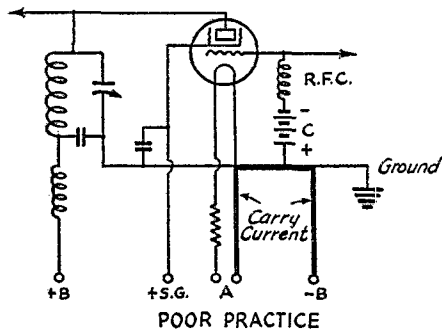 R.F.C.
-
C
+
Ground
Carry
Current
+B
+S.G.
A
-B
POOR PRACTICE